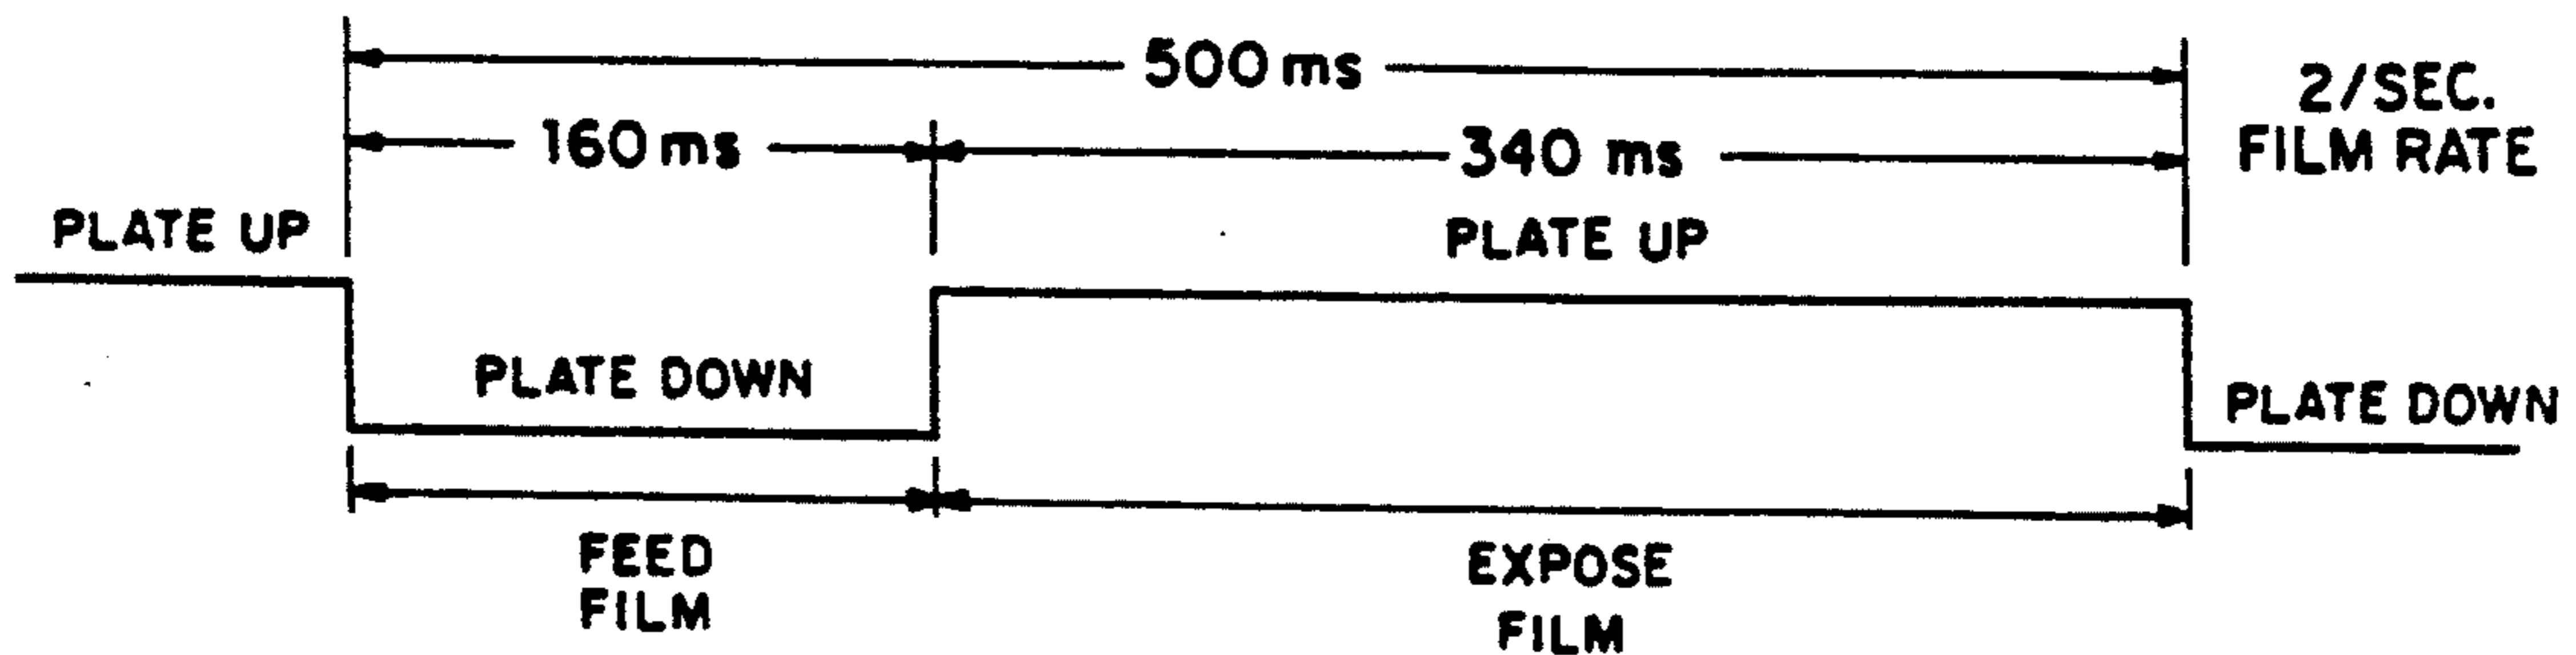 500 ms
2/SEC.
FILM RATE
160 ms
340 ms
PLATE UP
PLATE UP
PLATE DOWN
PLATE DOWN
FEED
FILM
EXPOSE
FILM